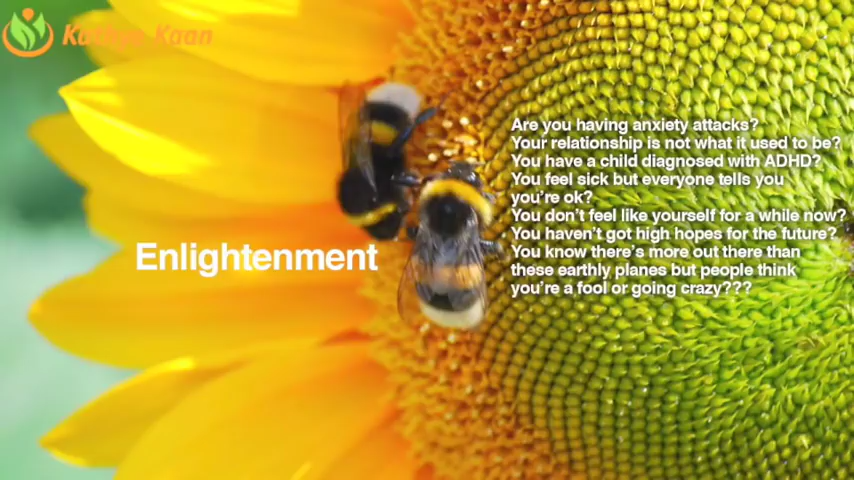 Kathya Kaan
Enlightenment
Are you having anxiety attacks?
Your relationship is not what it used to be?
You have a child diagnosed with ADHD?
You feel sick but everyone tells you
you're ok?
You don't feel like yourself for a while now?
You haven't got high hopes for the future?
You know there's more out there than
these earthly planes but people think
you're a fool or going crazy???